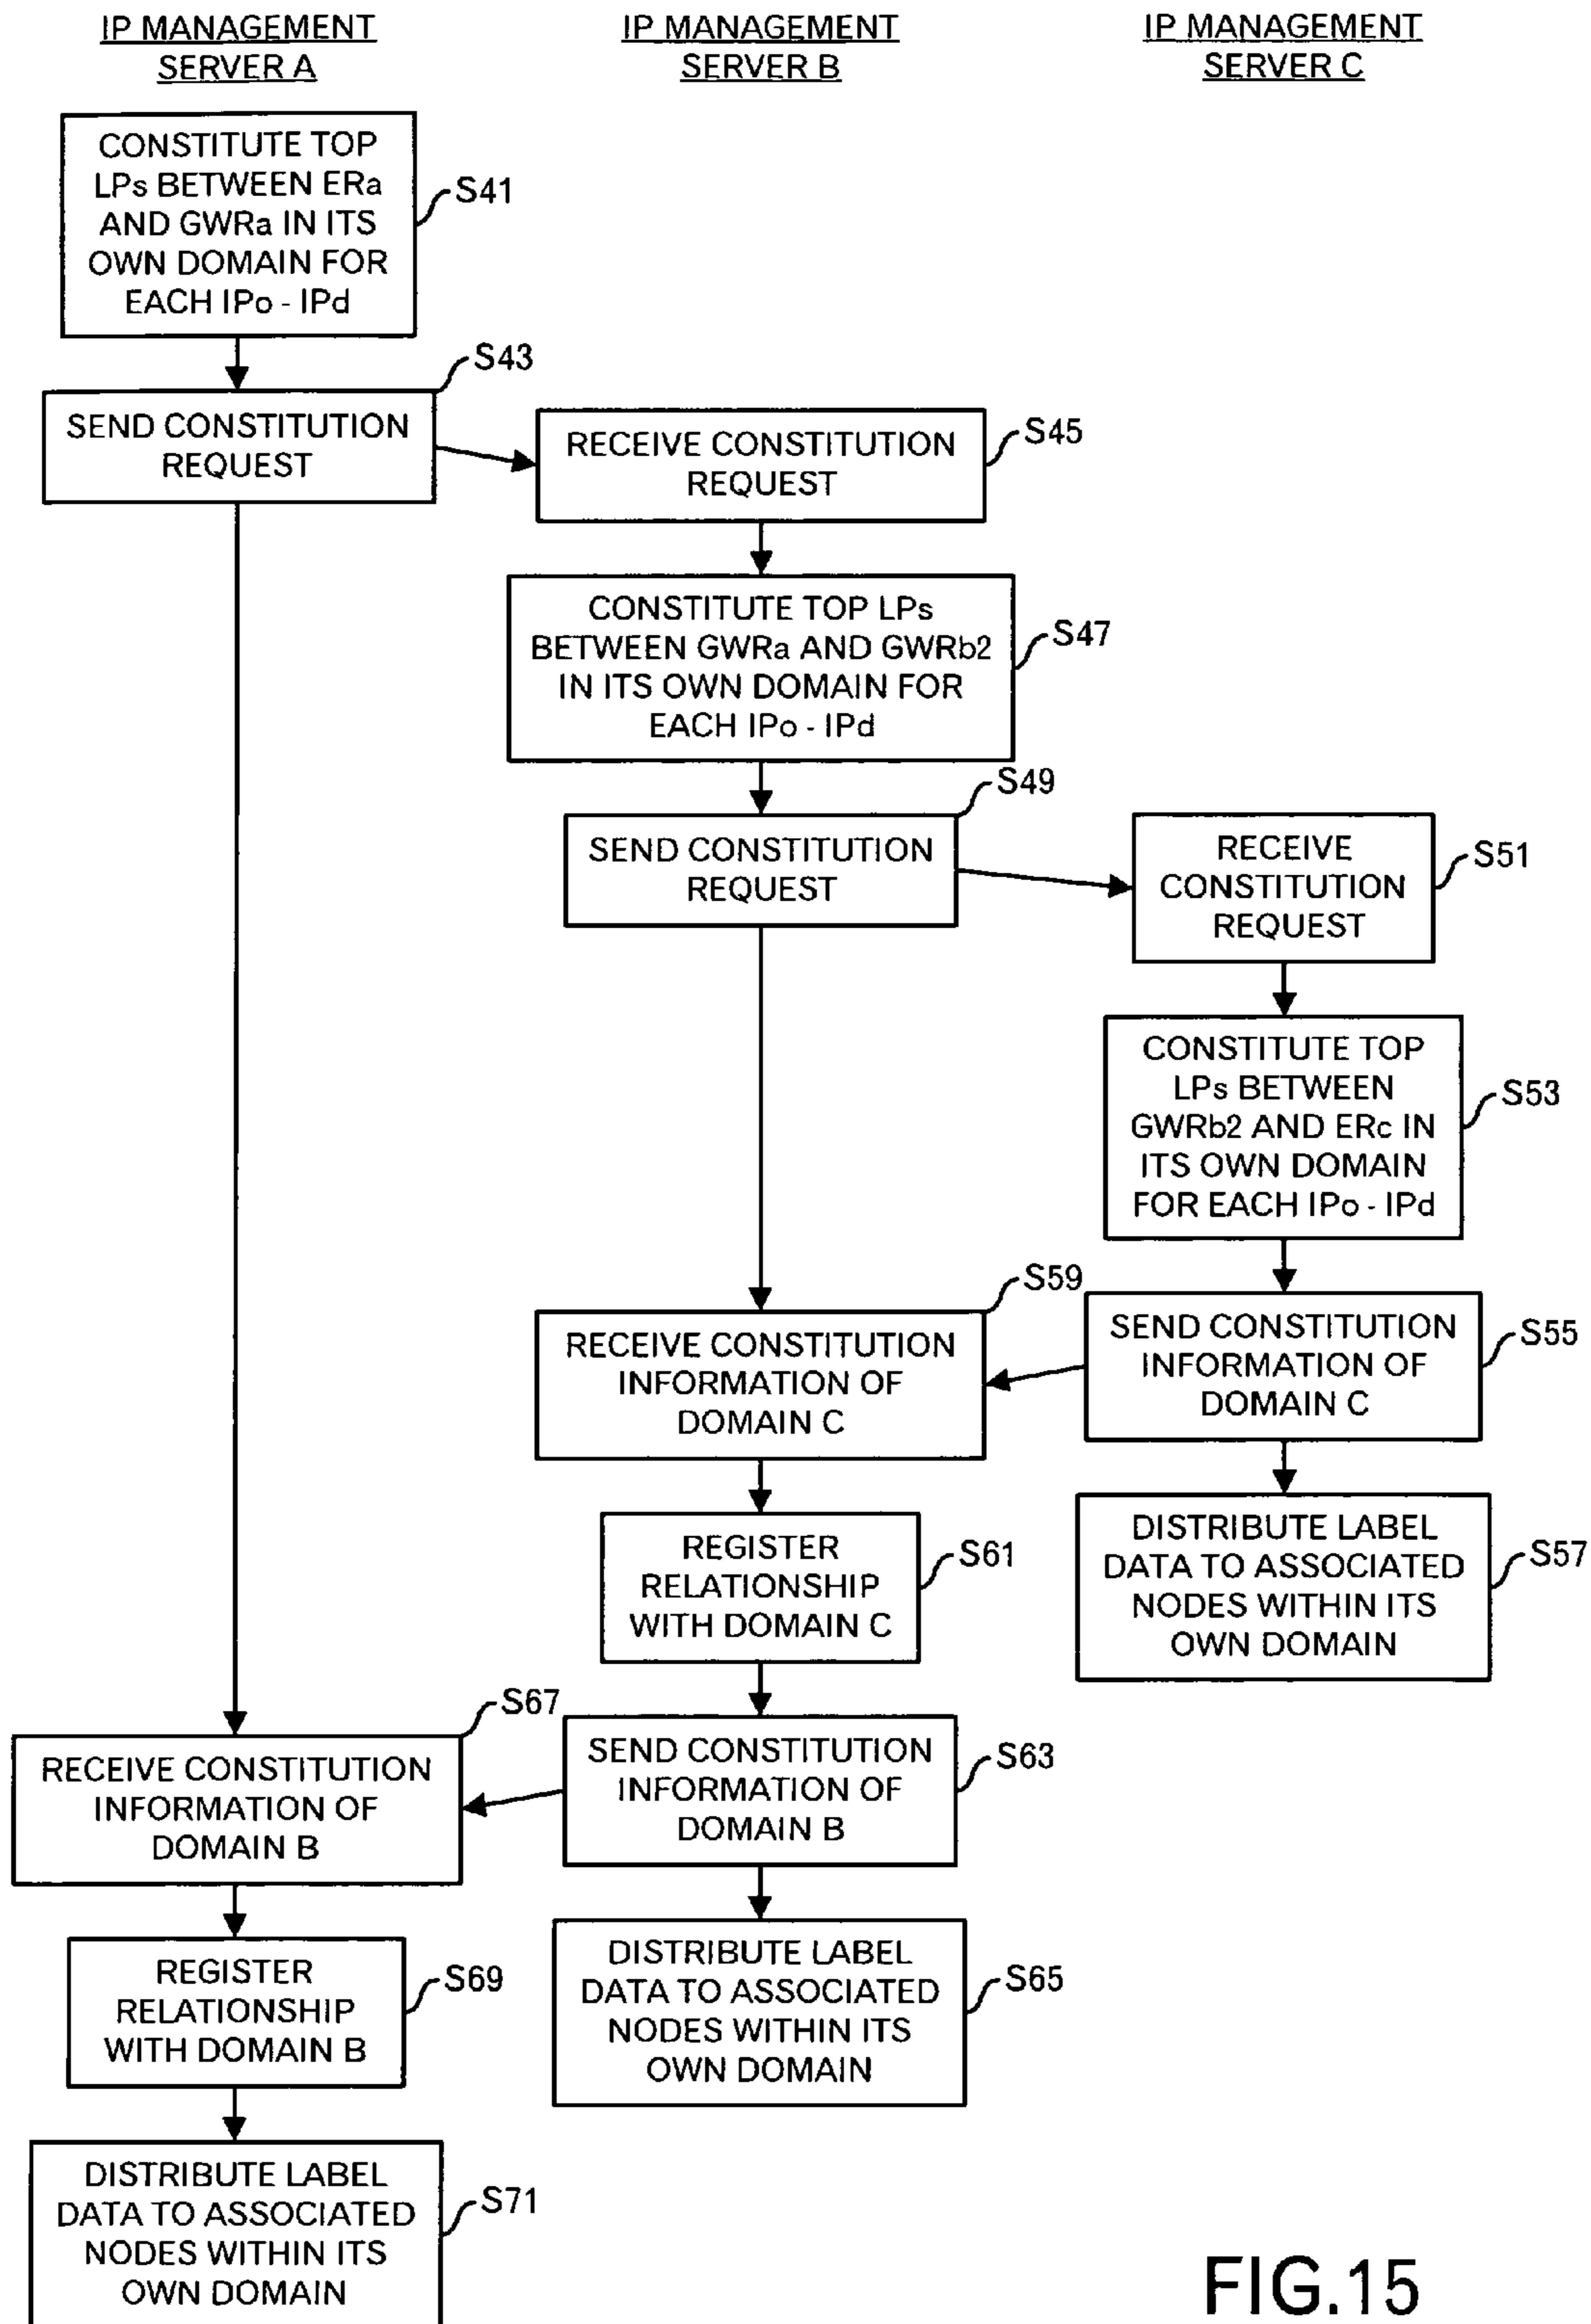 IP MANAGEMENT
SERVER A
IP MANAGEMENT
SERVER B
IP MANAGEMENT
SERVER C
CONSTITUTE TOP
LPs BETWEEN ERa
AND GWRa IN ITS
OWN DOMAIN FOR
EACH IPo - IPd
S41
SEND CONSTITUTION
REQUEST
S43
RECEIVE CONSTITUTION
REQUEST
S45
CONSTITUTE TOP LPs
BETWEEN GWRa AND GWRb2
IN ITS OWN DOMAIN FOR
EACH IPo - IPd
S47
SEND CONSTITUTION
REQUEST
S49
RECEIVE
CONSTITUTION
REQUEST
S51
CONSTITUTE TOP
LPs BETWEEN
GWRb2 AND ERc IN
ITS OWN DOMAIN
FOR EACH IPo - IPd
S53
SEND CONSTITUTION
INFORMATION OF
DOMAIN C
S55
DISTRIBUTE LABEL
DATA TO ASSOCIATED
NODES WITHIN ITS
OWN DOMAIN
S57
RECEIVE CONSTITUTION
INFORMATION OF
DOMAIN C
S59
REGISTER
RELATIONSHIP
WITH DOMAIN C
S61
SEND CONSTITUTION
INFORMATION OF
DOMAIN B
S63
DISTRIBUTE LABEL
DATA TO ASSOCIATED
NODES WITHIN ITS
OWN DOMAIN
S65
RECEIVE CONSTITUTION
INFORMATION OF
DOMAIN B
S67
REGISTER
RELATIONSHIP
WITH DOMAIN B
S69
DISTRIBUTE LABEL
DATA TO ASSOCIATED
NODES WITHIN ITS
OWN DOMAIN
S71
FIG.15